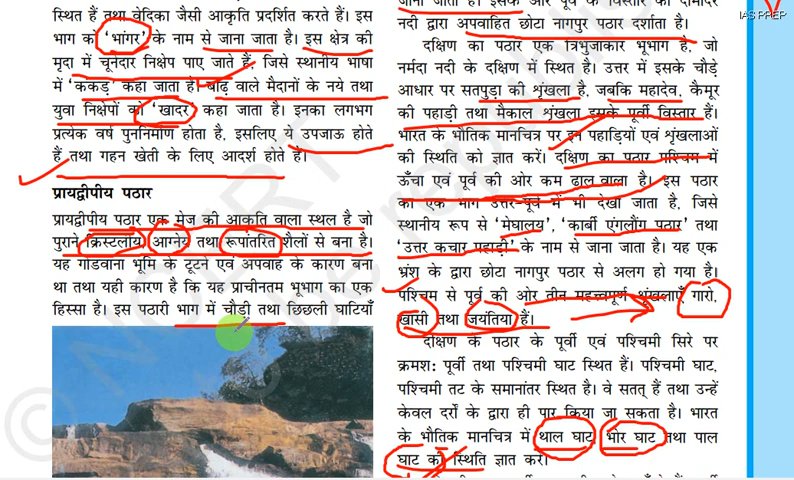 स्थित हैं तथा वेदिका जैसी आकृति प्रदर्शित करते हैं। इस
भाग को 'भांगर' के नाम से जाना जाता है। इस क्षेत्र की
मृदा में चूनेदार निक्षेप पाए जाते हैं, जिसे स्थानीय भाषा
में 'ककड़' कहा जाता है। बाढ़ वाले मैदानों के नये तथा
युवा निक्षेपों को 'खादर' कहा जाता है। इनका लगभग
प्रत्येक वर्ष पुननिर्माण होता है, इसलिए ये उपजाऊ होते
हैं तथा गहन खेती के लिए आदर्श होते हैं।
प्रायद्वीपीय पठार
प्रायद्वीपीय पठार एक मेज की आकृति वाला स्थल है जो
पुराने क्रिस्टलीय, आग्नेय तथा रूपांतरित शैलों से बना है।
यह गोंडवाना भूमि के टूटने एवं अपवाह के कारण बना
था तथा यही कारण है कि यह प्राचीनतम भूभाग का एक
हिस्सा है। इस पठारी भाग में चौड़ी तथा छिछली घाटियाँ
जाना जाता है। इसके और पूर्व के विस्तार को दामोदर
नदी द्वारा अपवाहित छोटा नागपुर पठार दर्शाता है।
दक्षिण का पठार एक त्रिभुजाकार भूभाग है, जो
नर्मदा नदी के दक्षिण में स्थित है। उत्तर में इसके चौड़े
आधार पर सतपुड़ा की शृंखला है, जबकि महादेव, कैमूर
की पहाड़ी तथा मैकाल शृंखला इसके पूर्वी विस्तार हैं।
भारत के भौतिक मानचित्र पर इन पहाड़ियों एवं शृंखलाओं
की स्थिति को ज्ञात करें। दक्षिण का पठार पश्चिम में
ऊँचा एवं पूर्व की ओर कम ढाल वाला है। इस पठार
का एक भाग उत्तर-पूर्व में भी देखा जाता है, जिसे
स्थानीय रूप से 'मेघालय', 'कार्बी एंगलौंग पठार' तथा
'उत्तर कचार पहाड़ी' के नाम से जाना जाता है। यह एक
भ्रंश के द्वारा छोटा नागपुर पठार से अलग हो गया है।
पश्चिम से पूर्व की ओर तीन महत्त्वपूर्ण शृंखलाएँ गारो,
खासी तथा जयंतिया हैं।
दक्षिण के पठार के पूर्वी एवं पश्चिमी सिरे पर
क्रमश: पूर्वी तथा पश्चिमी घाट स्थित हैं। पश्चिमी घाट,
पश्चिमी तट के समानांतर स्थित है। वे सतत् हैं तथा उन्हें
केवल दर्रों के द्वारा ही पार किया जा सकता है। भारत
के भौतिक मानचित्र में थाल घाट, भोर घाट तथा पाल
घाट की स्थिति ज्ञात करें।
IAS PREP